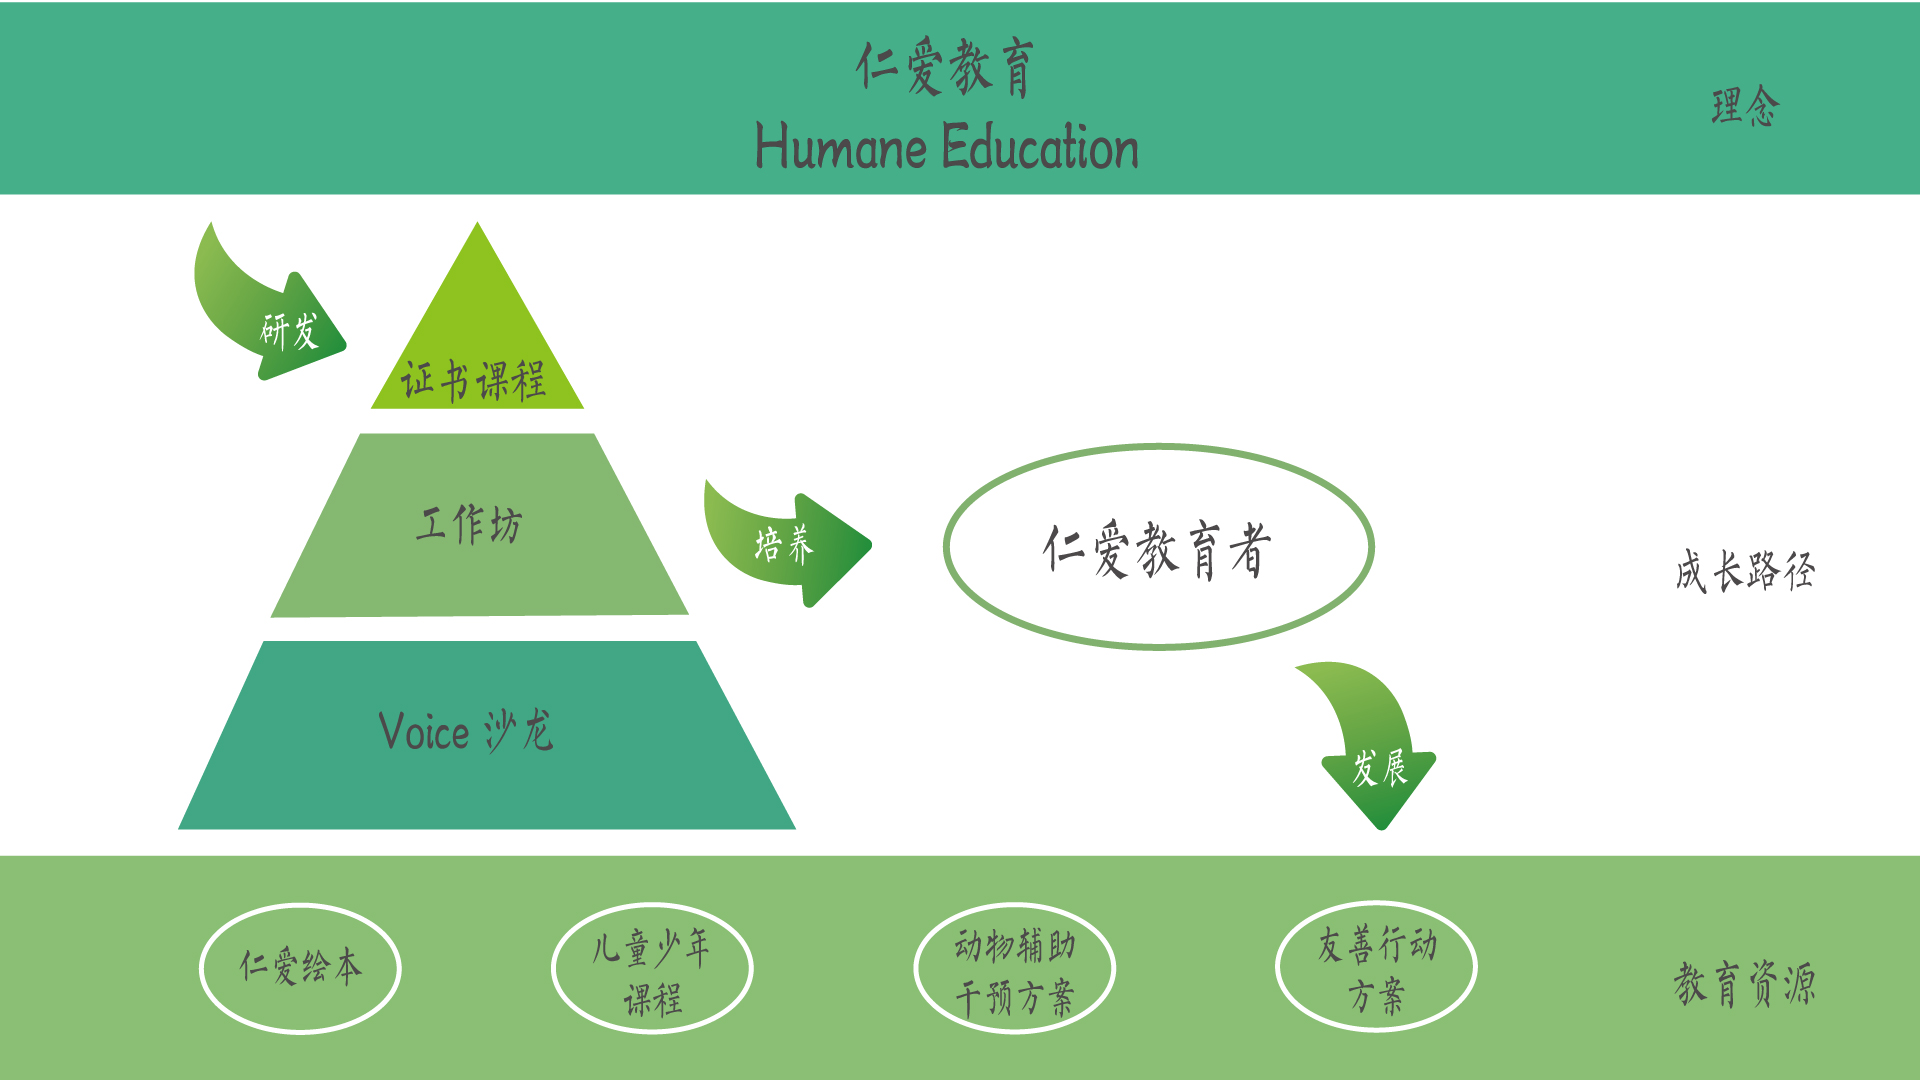 仁爱教育
Humane Education
理念
研发
证书课程
工作坊
Voice 沙龙
培养
仁爱教育者
成长路径
发展
仁爱绘本
儿童少年
课程
动物辅助
干预方案
友善行动
方案
教育资源